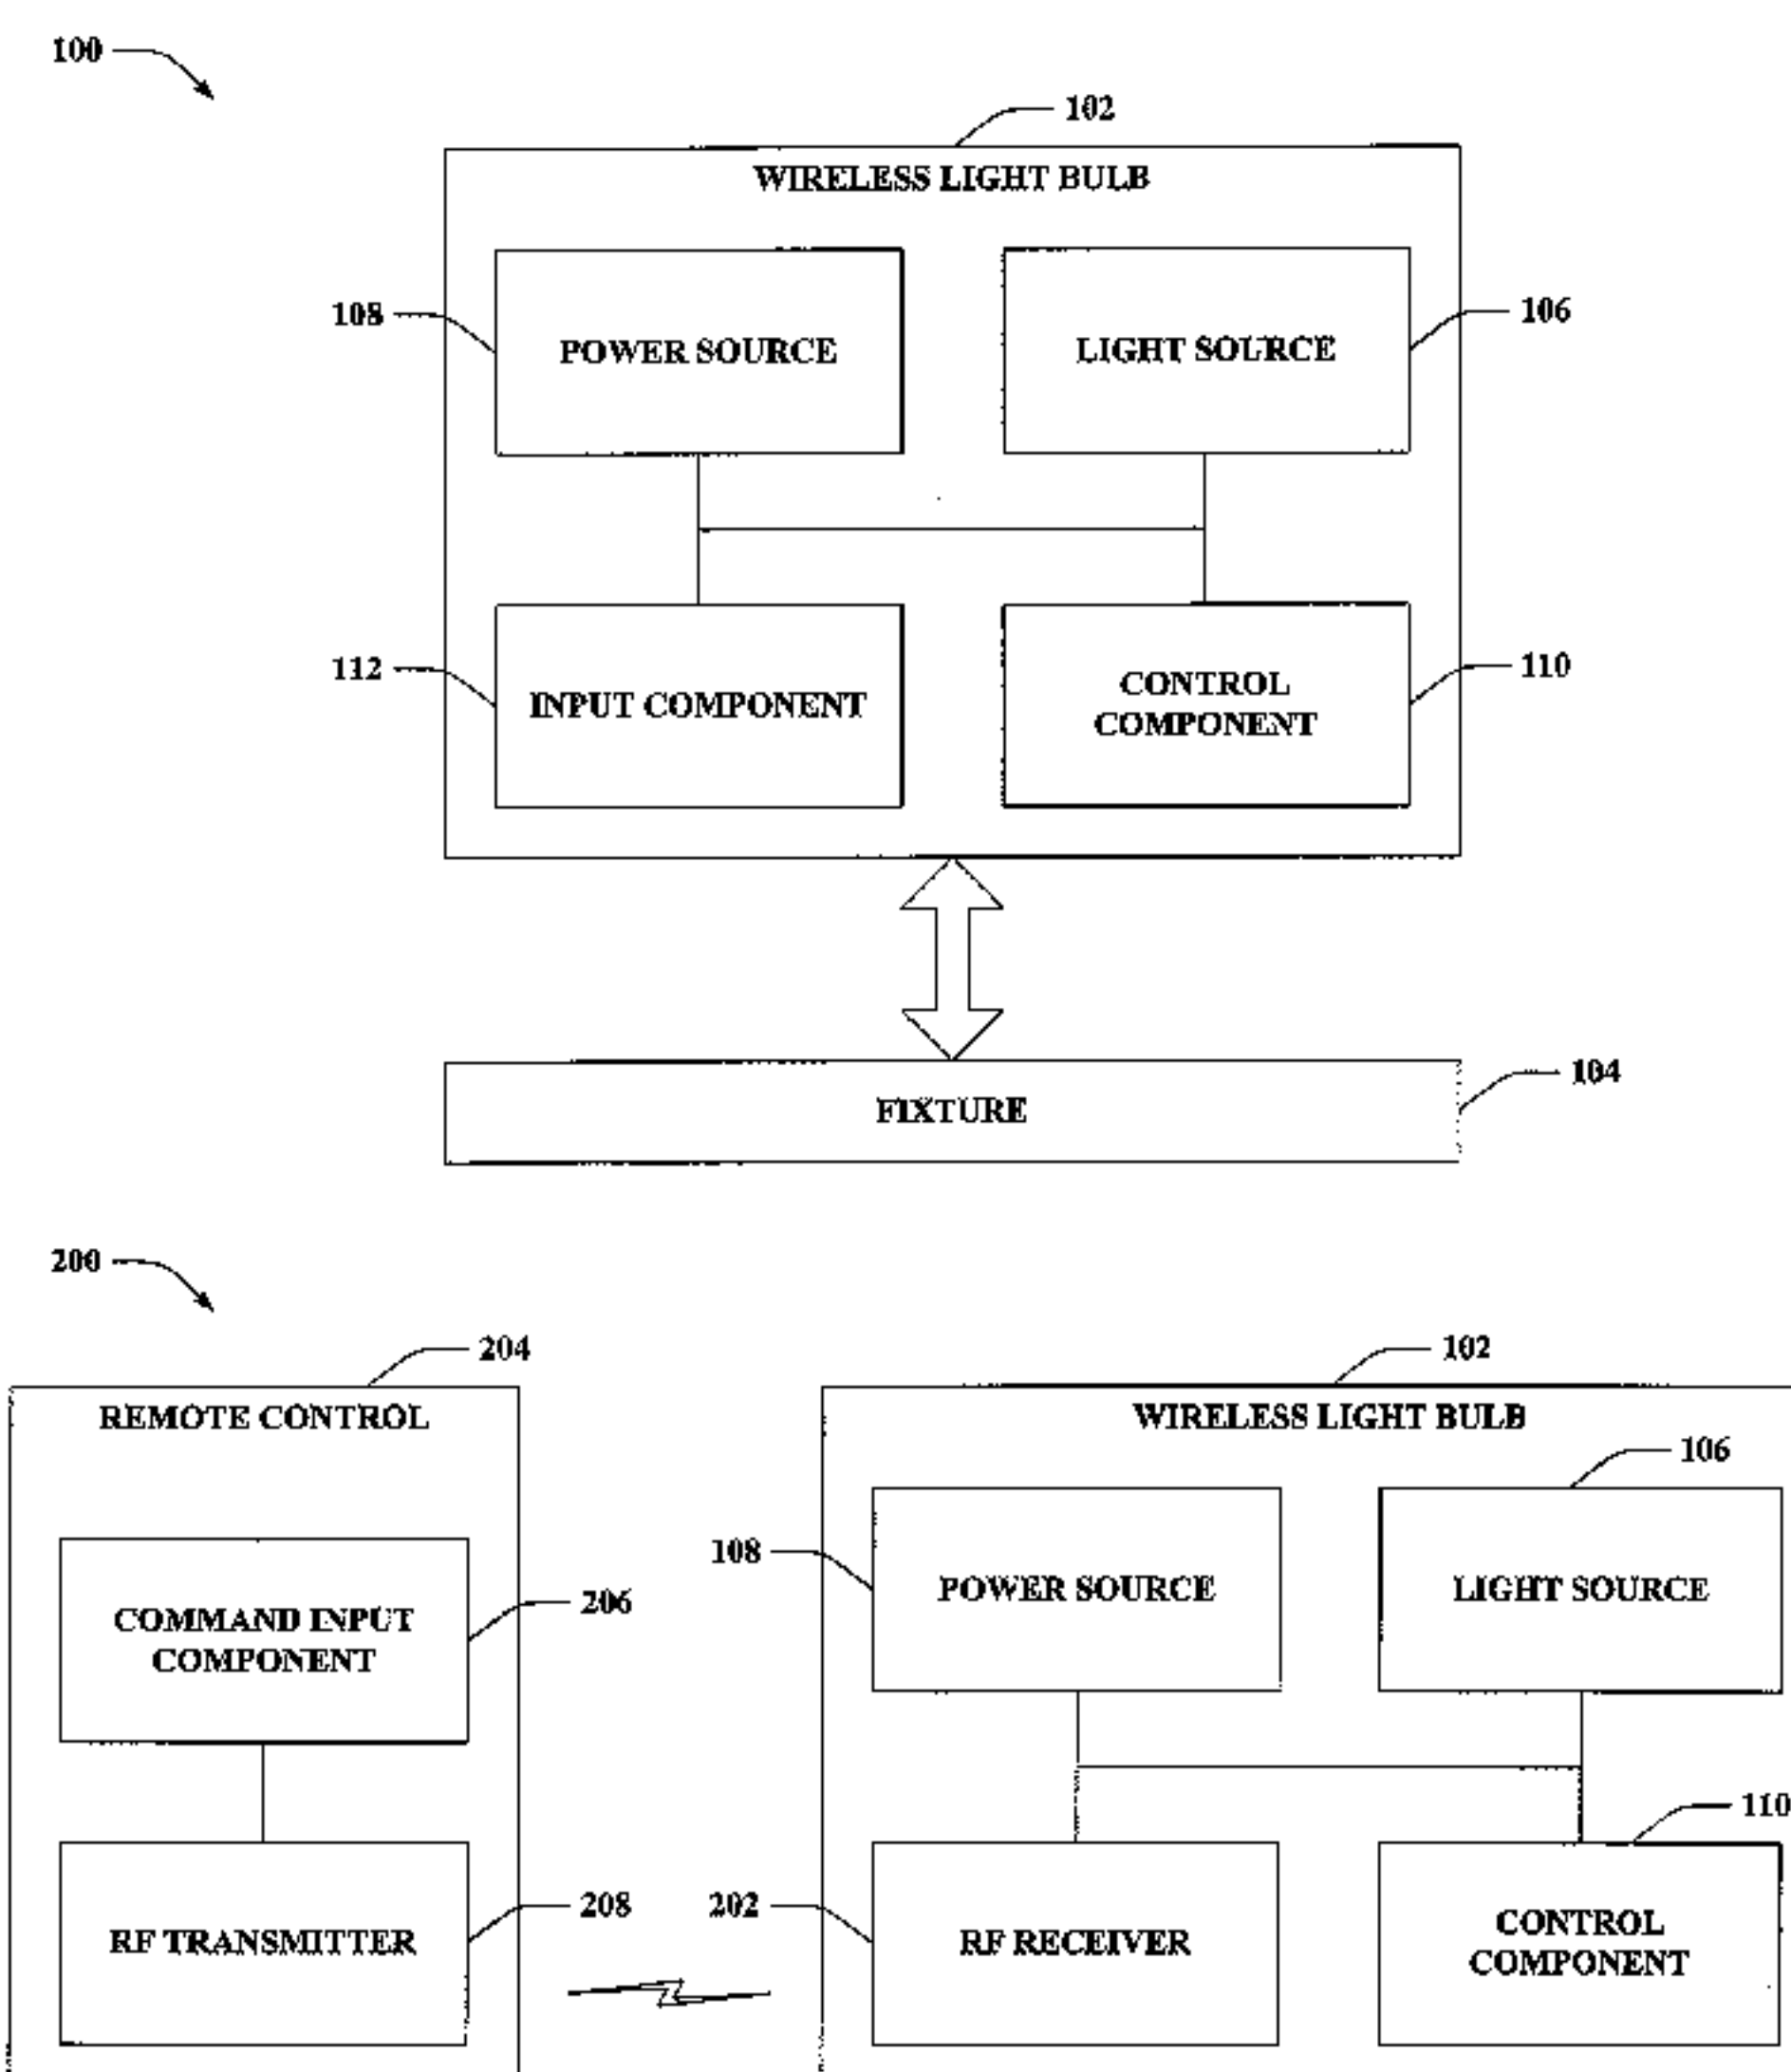 100
102
WIRELESS LIGHT BULB
108
POWER SOURCE
LIGHT SOURCE
106
112
INPUT COMPONENT
CONTROL
COMPONENT
110
FIXTURE
104
200
204
REMOTE CONTROL
COMMAND INPUT
COMPONENT
206
RF TRANSMITTER
208
102
WIRELESS LIGHT BULB
106
108
POWER SOURCE
LIGHT SOURCE
110
202
RF RECEIVER
CONTROL
COMPONENT